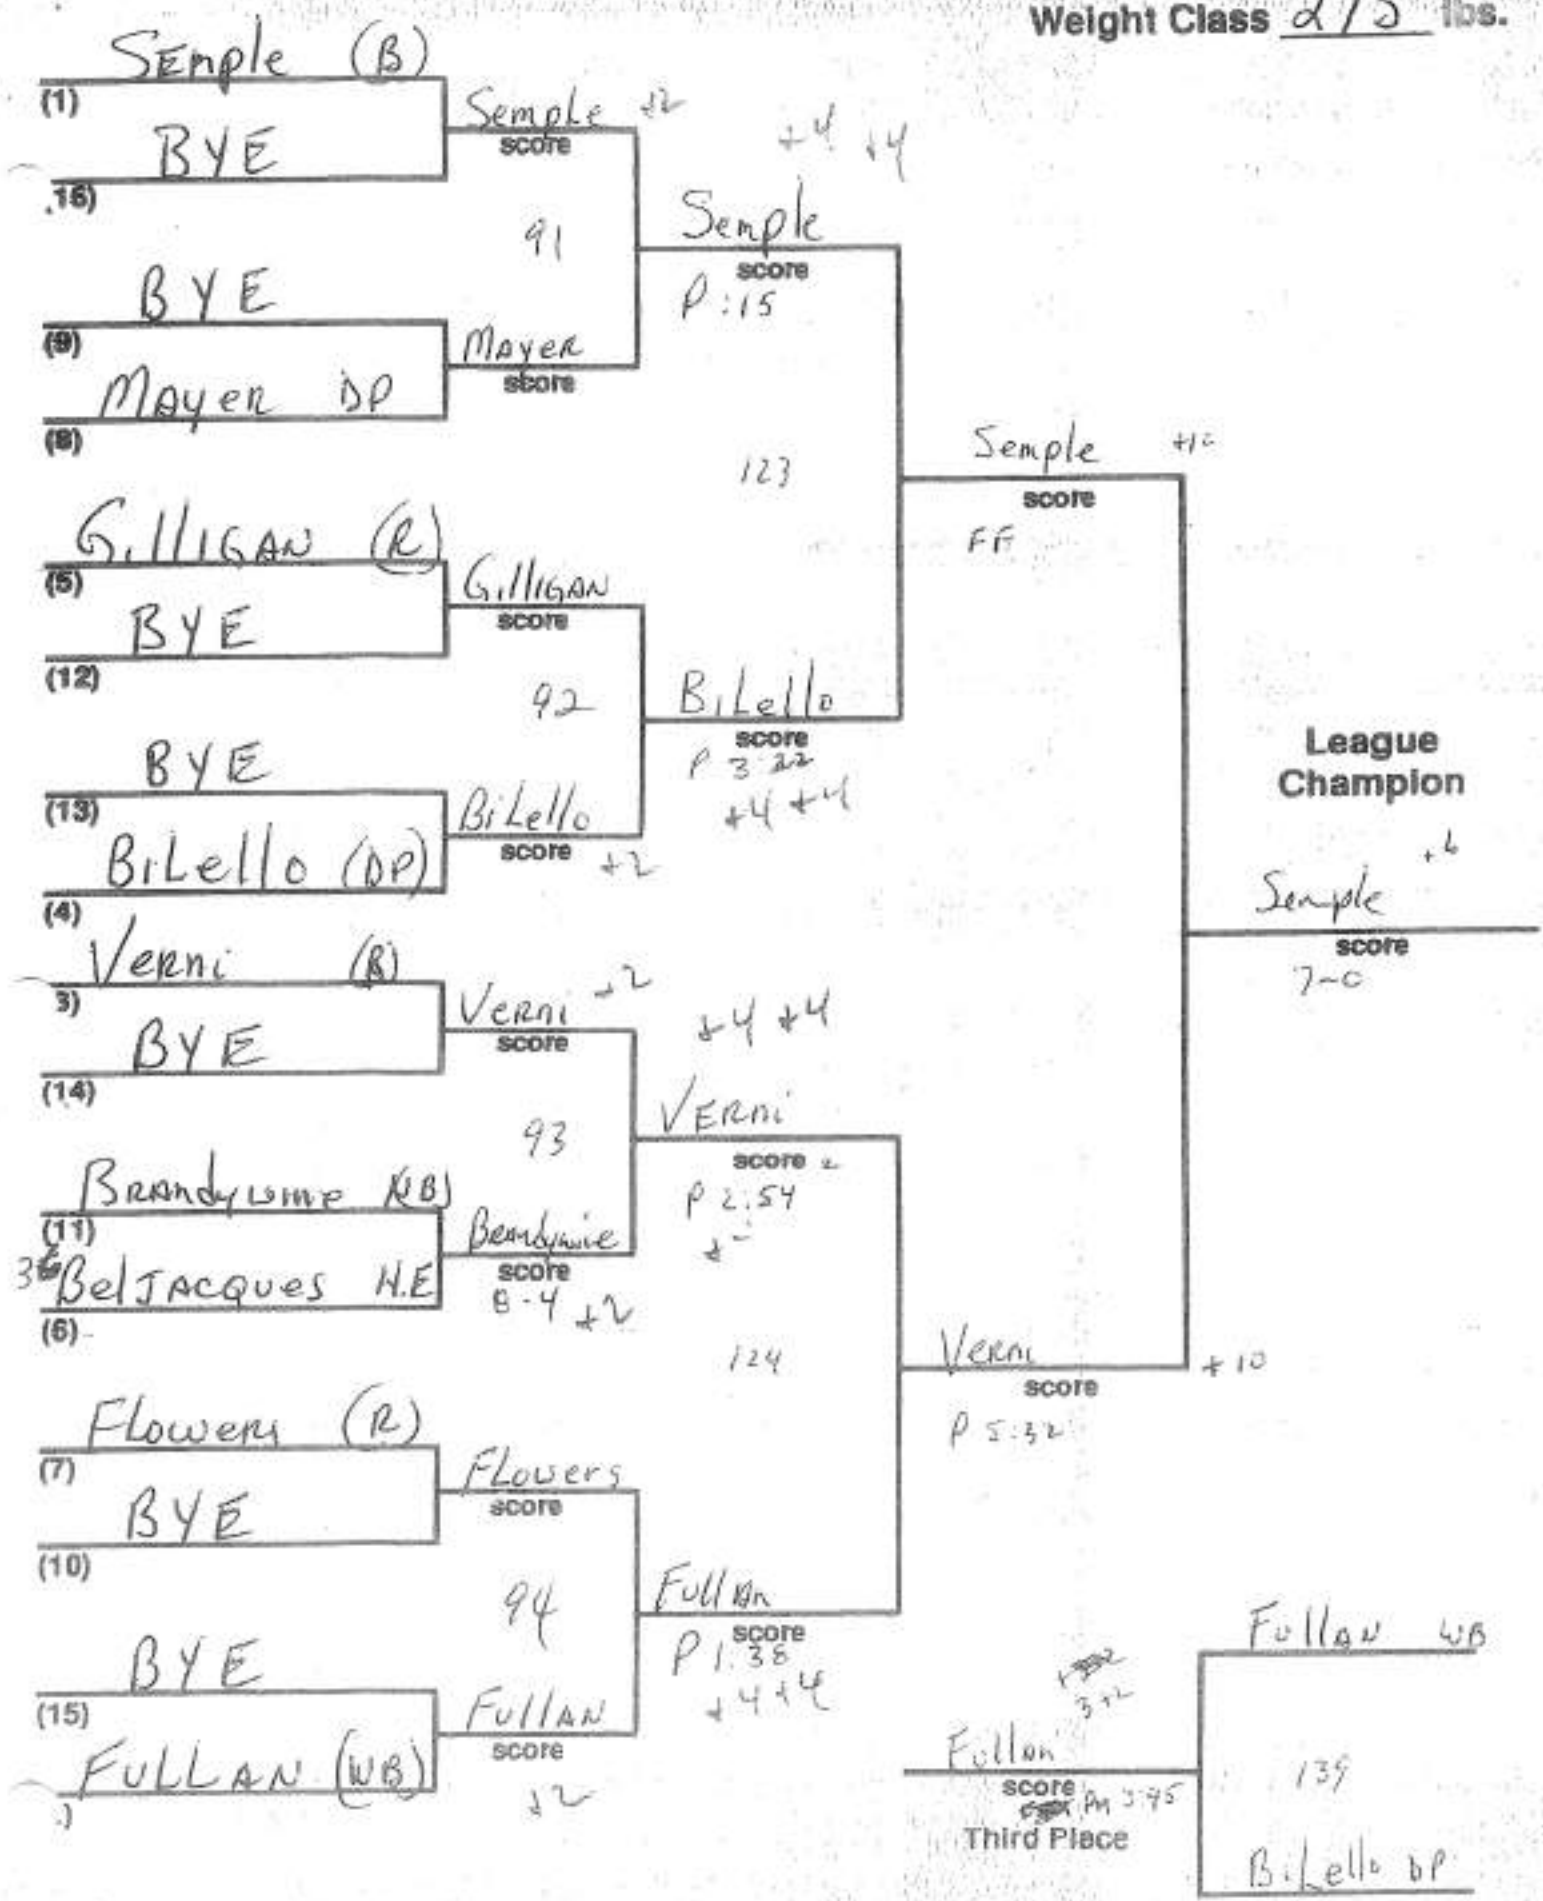 Weight Class 215 lbs.
Semple (B)
(1)
BYE
16)
Semple +2
score
91
BYE
(9)
Mayer DP
(8)
Mayer
score
+4 +4
Semple
score
P :15
123
Gilligan (R)
(5)
BYE
(12)
Gilligan
score
92
BYE
(13)
BiLello (DP)
(4)
BiLello
score +2
BiLello
score
P 3:22
+4 +4
Semple
score
FF
Verni (B)
3)
BYE
(14)
Verni +2
score
93
Brandywine (WB)
(11)
BelJacques H.E
(6)
Brandywine
score
8-4 +2
+4 +4
Verni
score
P 2:54
124
Flowers (R)
(7)
BYE
(10)
Flowers
score
94
BYE
(15)
Fullan (WB)
Fullan
score
+2
Fullan
score
P 1:38
+4 +4
Verni +10
score
P 5:32
League
Champion
Semple
score
7-0
Fullan WB
139
BiLello DP
3+2
Fullan
score
Third Place